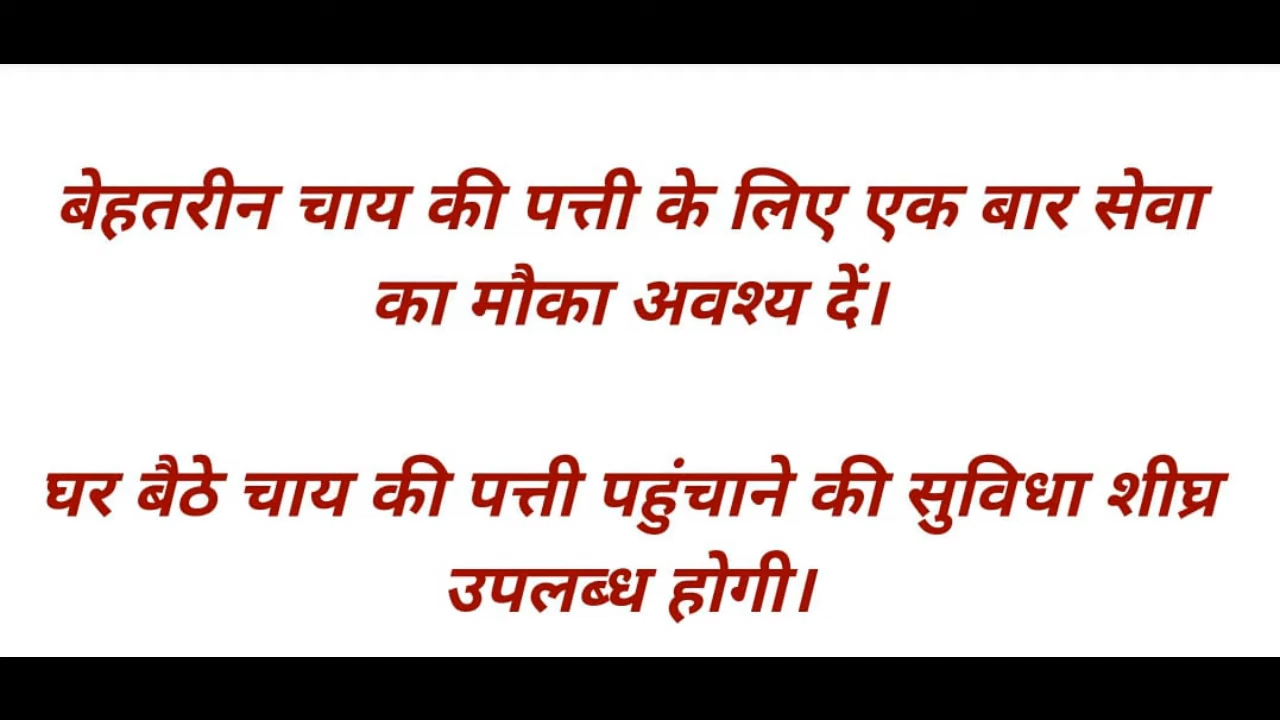 बेहतरीन चाय की पत्ती के लिए एक बार सेवा
का मौका अवश्य दें।
घर बैठे चाय की पत्ती पहुंचाने की सुविधा शीघ्र
उपलब्ध होगी।